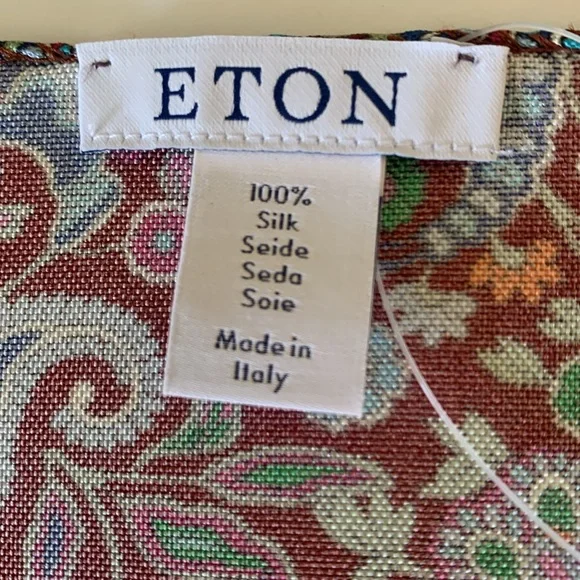 ETON
100%
Silk
Seide
Seda
Soie
Made in
Italy